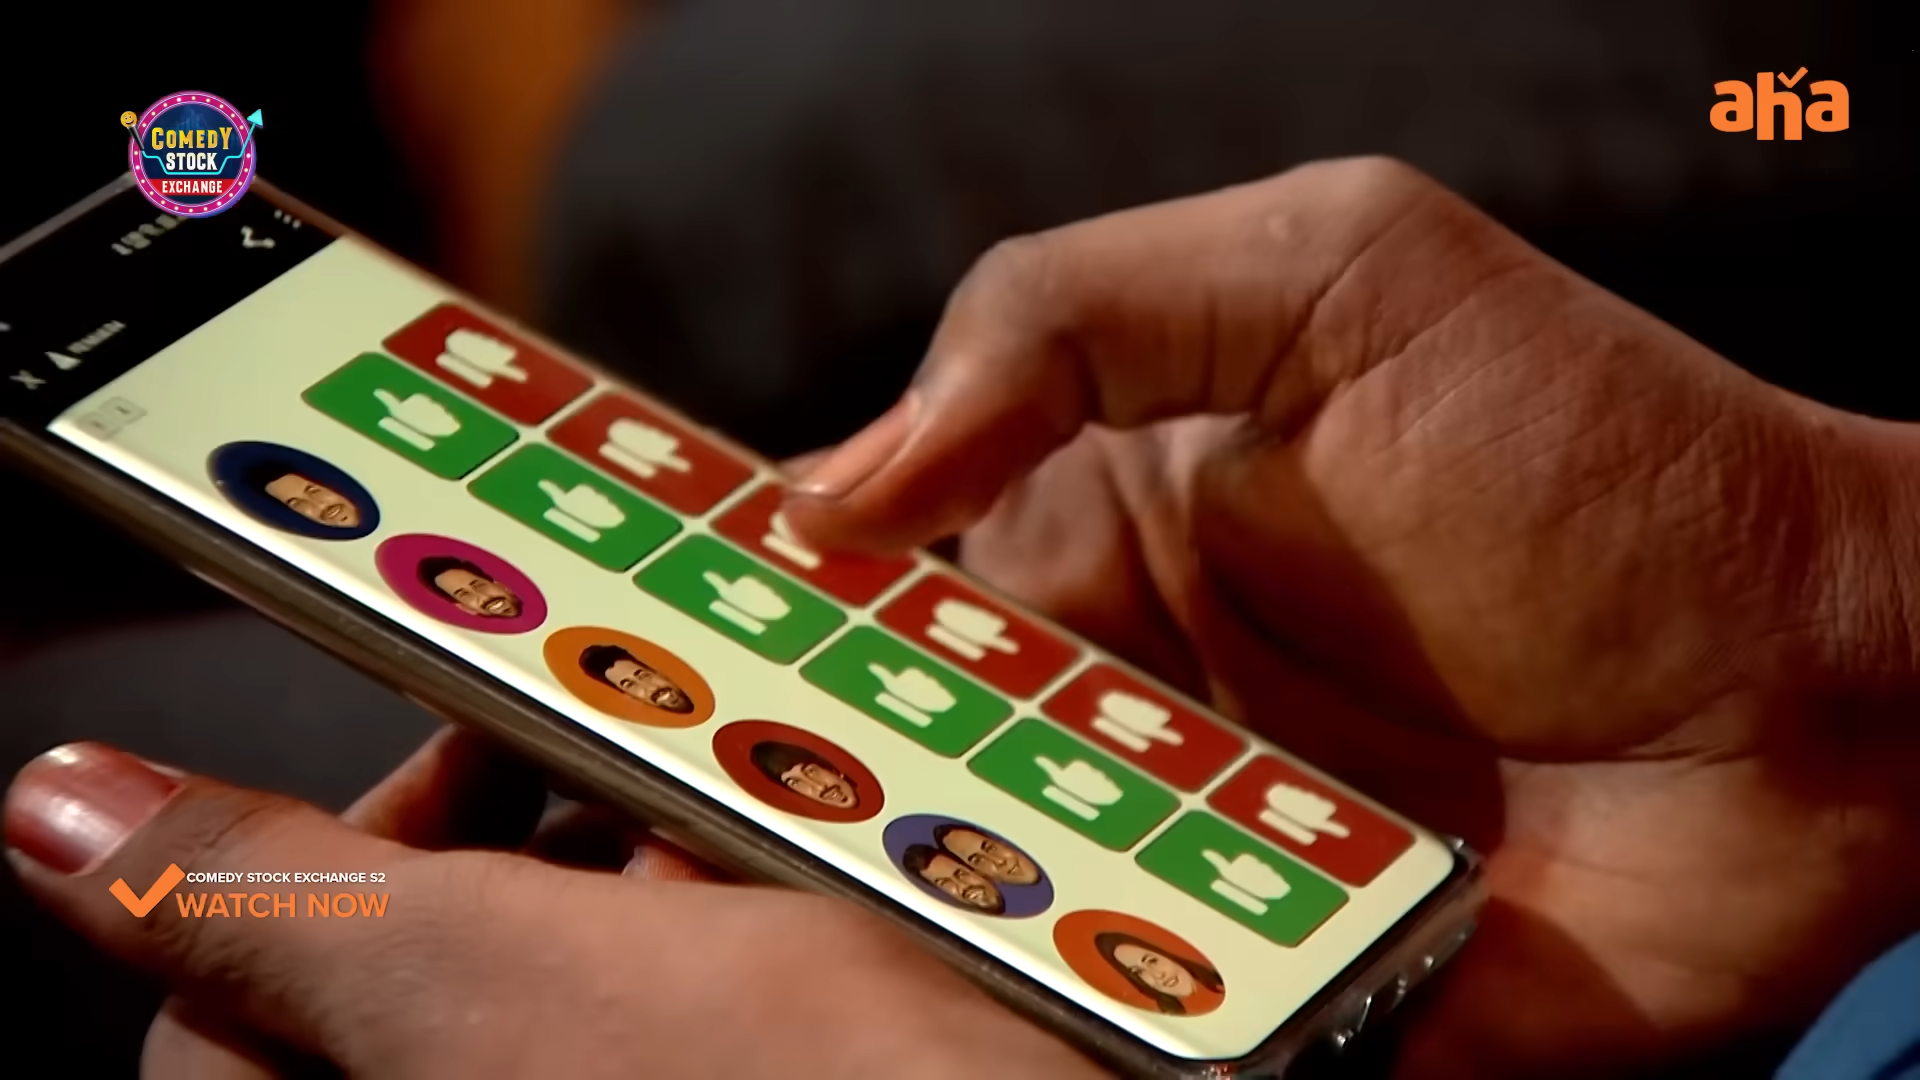 COMEDY
STOCK
EXCHANGE
aha
COMEDY STOCK EXCHANGE S2
WATCH NOW